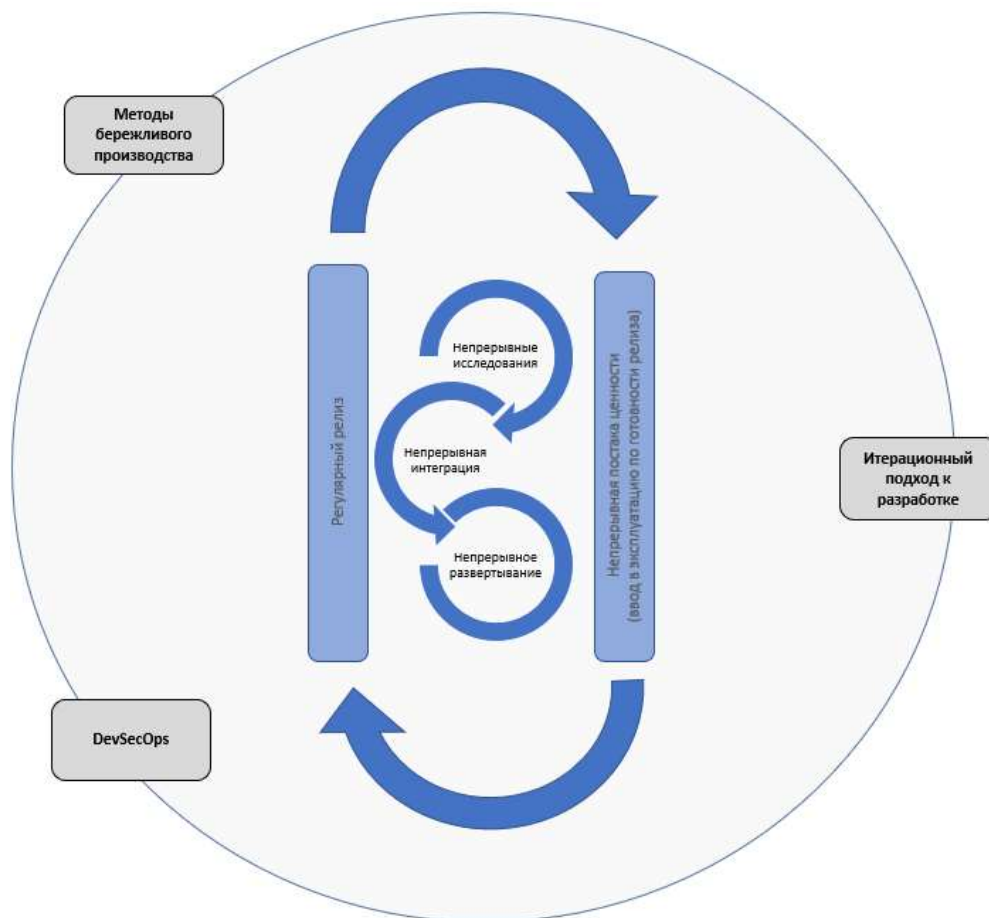 Методы
бережливого
производства
Непрерывные
исследования
Регулярный релиз
Непрерывная
интеграция
Непрерывное
развертывание
Непрерывная постака ценности
(ввод в эксплуатацию по готовности релиза)
Итерационный
подход к
разработке
DevSecOps